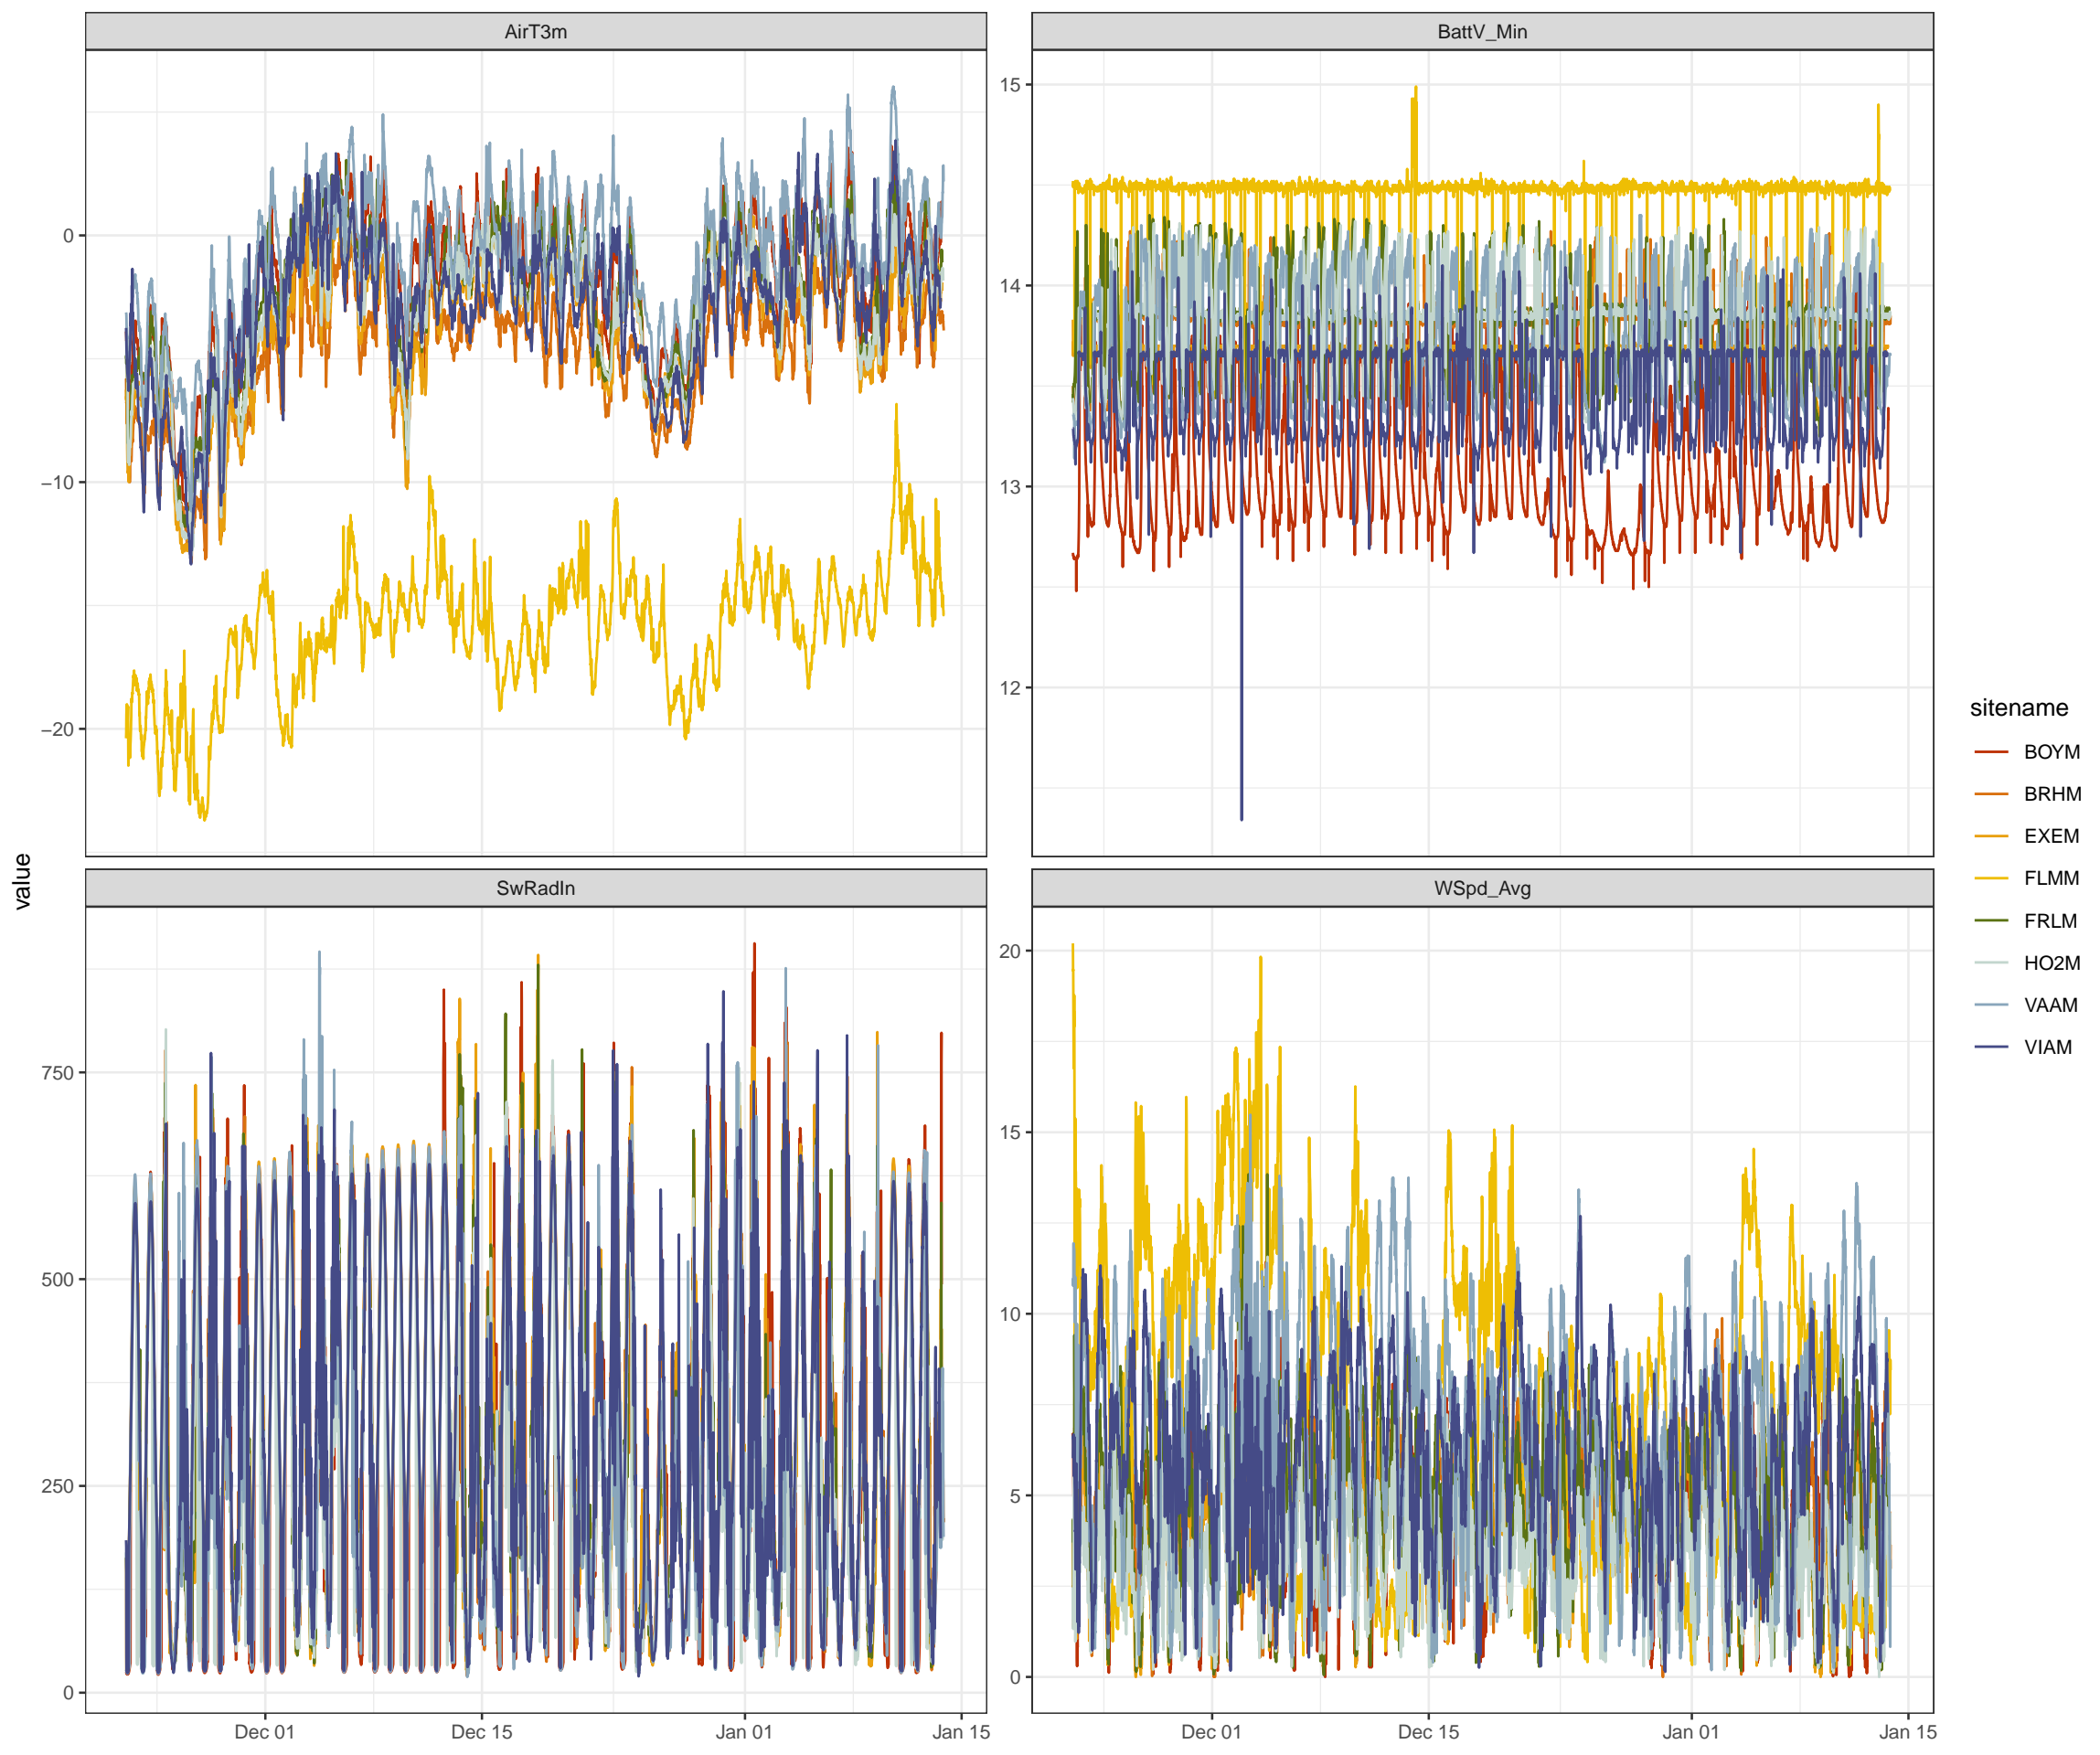 AirT3m
BattV_Min
0
−10
−20
15
14
13
12
SwRadIn
WSpd_Avg
750
500
250
0
20
15
10
5
0
Dec 01
Dec 15
Jan 01
Jan 15
Dec 01
Dec 15
Jan 01
Jan 15
value
sitename
BOYM
BRHM
EXEM
FLMM
FRLM
HO2M
VAAM
VIAM